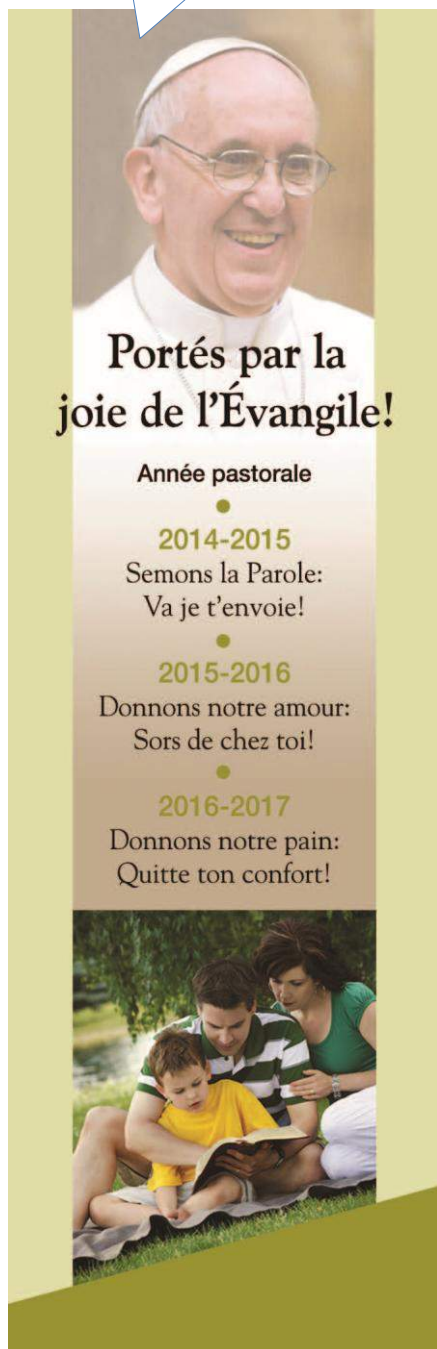 Portés par la
joie de l'Évangile!
Année pastorale
2014-2015
Semons la Parole:
Va je t'envoie!
2015-2016
Donnons notre amour:
Sors de chez toi!
2016-2017
Donnons notre pain:
Quitte ton confort!